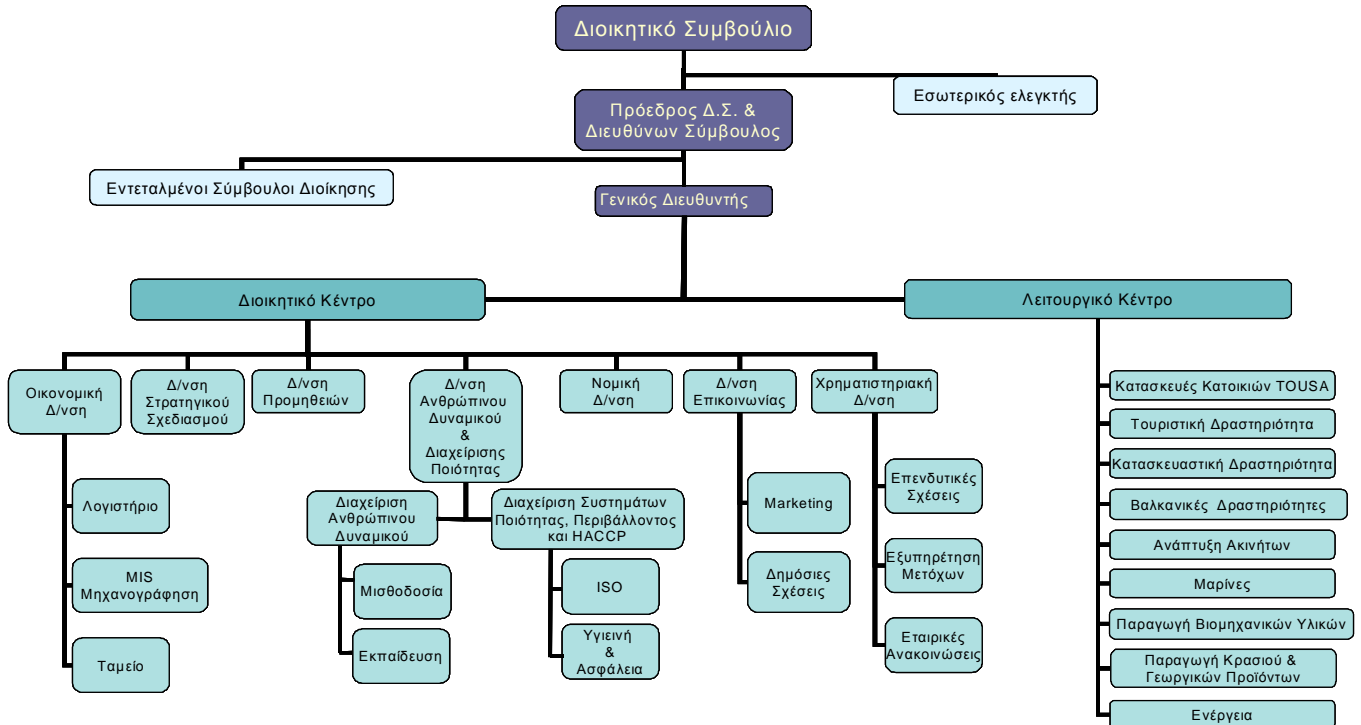 Διοικητικό Συμβούλιο
Εσωτερικός ελεγκτής
Πρόεδρος Δ.Σ. &
Διευθύνων Σύμβουλος
Εντεταλμένοι Σύμβουλοι Διοίκησης
Γενικός Διευθυντής
Διοικητικό Κέντρο
Λειτουργικό Κέντρο
Οικονομική
Δ/νση
Δ/νση
Στρατηγικού
Σχεδιασμού
Δ/νση
Προμηθειών
Δ/νση
Ανθρώπινου
Δυναμικού
&
Διαχείρισης
Ποιότητας
Νομική
Δ/νση
Δ/νση
Επικοινωνίας
Χρηματιστηριακή
Δ/νση
Λογιστήριο
MIS
Μηχανογράφηση
Ταμείο
Διαχείριση
Ανθρώπινου
Δυναμικού
Μισθοδοσία
Εκπαίδευση
Διαχείριση Συστημάτων
Ποιότητας, Περιβάλλοντος
και HACCP
ISO
Υγιεινή
&
Ασφάλεια
Marketing
Δημόσιες
Σχέσεις
Επενδυτικές
Σχέσεις
Εξυπηρέτηση
Μετόχων
Εταιρικές
Ανακοινώσεις
Κατασκευές Κατοικιών TOUSA
Τουριστική Δραστηριότητα
Κατασκευαστική Δραστηριότητα
Βαλκανικές Δραστηριότητες
Ανάπτυξη Ακινήτων
Μαρίνες
Παραγωγή Βιομηχανικών Υλικών
Παραγωγή Κρασιού &
Γεωργικών Προϊόντων
Ενέργεια